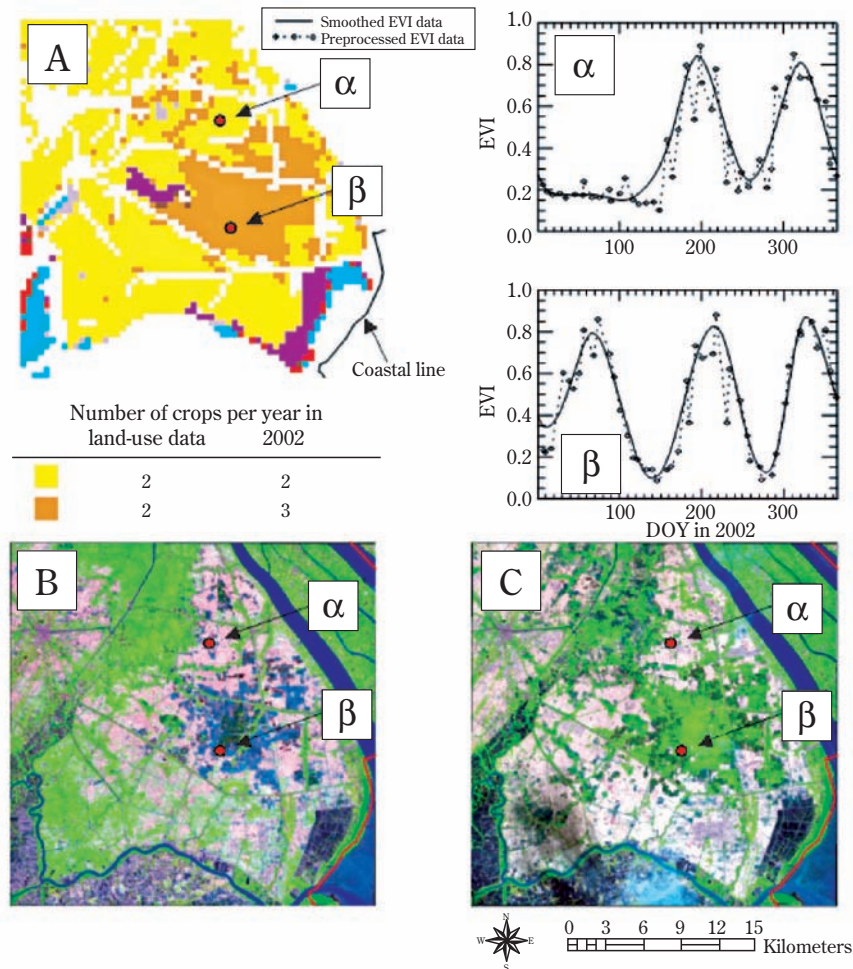 A
α
β
Coastal line
Smoothed EVI data
Preprocessed EVI data
α
EVI
1.0
0.8
0.6
0.4
0.2
0.0
100 200 300
β
EVI
1.0
0.8
0.6
0.4
0.2
0.0
100 200 300
DOY in 2002
Number of crops per year in
land-use data 2002
2 2
2 3
B
α
β
C
α
β
N
W E
S
0 3 6 9 12 15
Kilometers